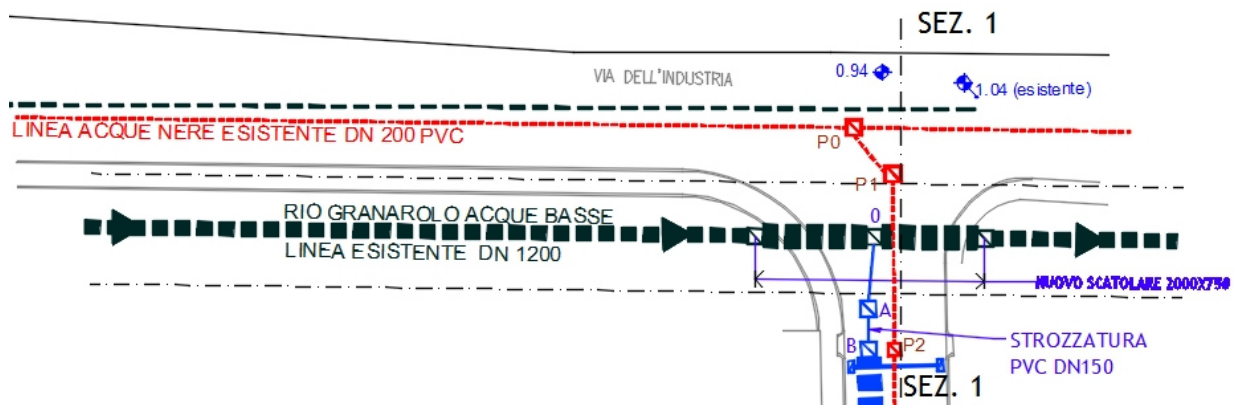 SEZ. 1
0.94
VIA DELL'INDUSTRIA
1.04 (esistente)
LINEA ACQUE NERE ESISTENTE DN 200 PVC
P0
P1
RIO GRANAROLO ACQUE BASSE
0
LINEA ESISTENTE DN 1200
NUOVO SCATOLARE 2000X750
A
STROZZATURA
B
P2
PVC DN150
SEZ. 1